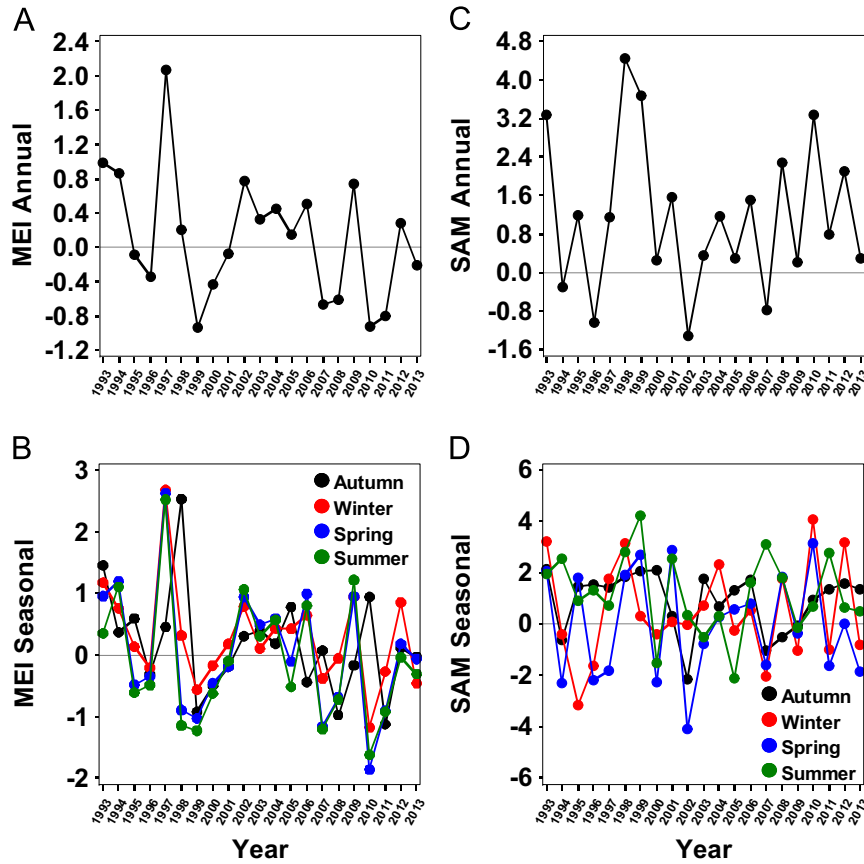 A
MEI Annual
2.4
2.0
1.6
1.2
0.8
0.4
0.0
-0.4
-0.8
-1.2
1993 1994 1995 1996 1997 1998 1999 2000 2001 2002 2003 2004 2005 2006 2007 2008 2009 2010 2011 2012 2013
C
SAM Annual
4.8
4.0
3.2
2.4
1.6
0.8
0.0
-0.8
-1.6
1993 1994 1995 1996 1997 1998 1999 2000 2001 2002 2003 2004 2005 2006 2007 2008 2009 2010 2011 2012 2013
B
MEI Seasonal
3
2
1
0
-1
-2
Autumn
Winter
Spring
Summer
1993 1994 1995 1996 1997 1998 1999 2000 2001 2002 2003 2004 2005 2006 2007 2008 2009 2010 2011 2012 2013
Year
D
SAM Seasonal
6
4
2
0
-2
-4
-6
Autumn
Winter
Spring
Summer
1993 1994 1995 1996 1997 1998 1999 2000 2001 2002 2003 2004 2005 2006 2007 2008 2009 2010 2011 2012 2013
Year